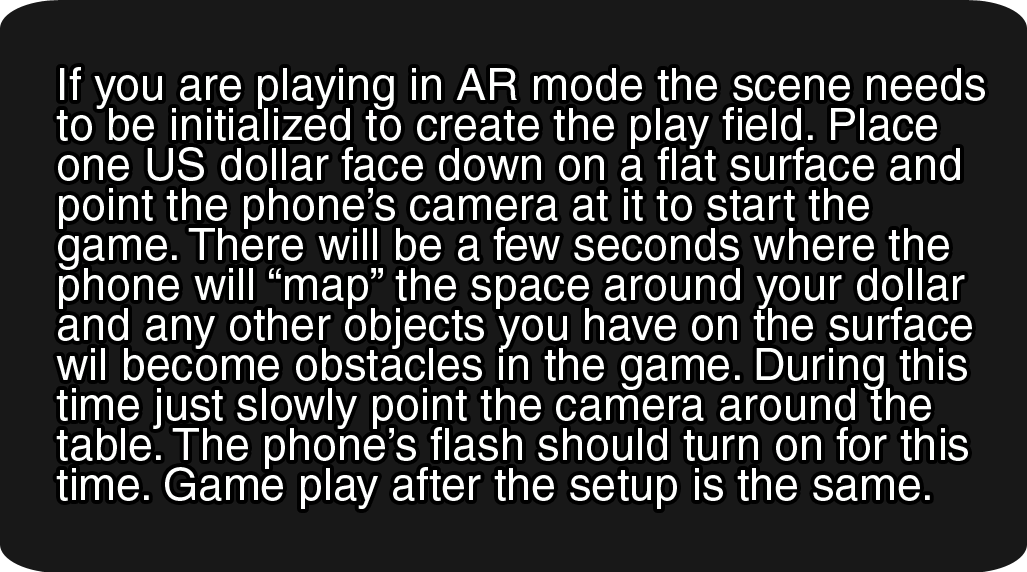 If you are playing in AR mode the scene needs
to be initialized to create the play field. Place
one US dollar face down on a flat surface and
point the phone’s camera at it to start the
game. There will be a few seconds where the
phone will “map” the space around your dollar
and any other objects you have on the surface
wil become obstacles in the game. During this
time just slowly point the camera around the
table. The phone’s flash should turn on for this
time. Game play after the setup is the same.